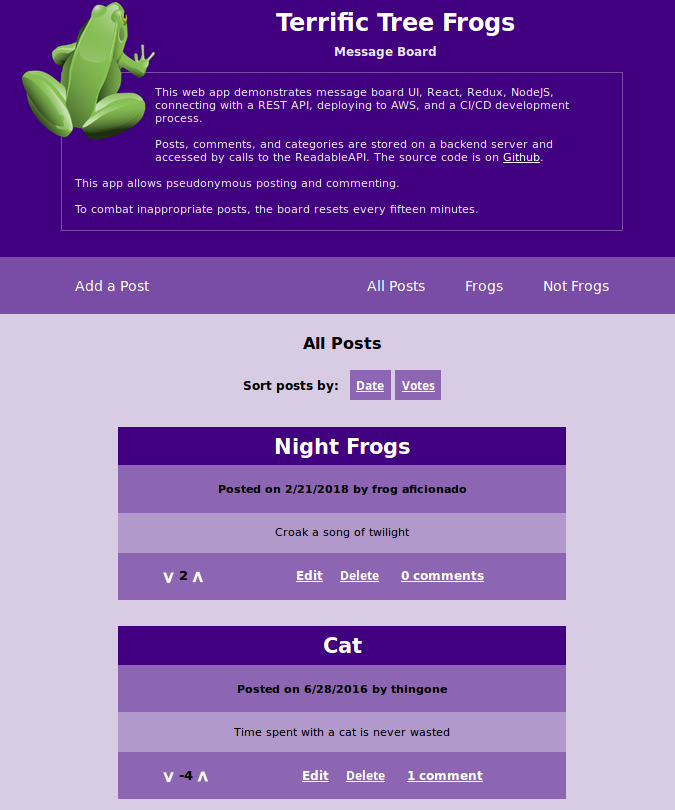 Terrific Tree Frogs
Message Board
This web app demonstrates message board UI, React, Redux, NodeJS,
connecting with a REST API, deploying to AWS, and a CI/CD development
process.
Posts, comments, and categories are stored on a backend server and
accessed by calls to the ReadableAPI. The source code is on Github.
This app allows pseudonymous posting and commenting.
To combat inappropriate posts, the board resets every fifteen minutes.
Add a Post All Posts Frogs Not Frogs
All Posts
Sort posts by: Date Votes
Night Frogs
Posted on 2/21/2018 by frog aficionado
Croak a song of twilight
v 2 ʌ Edit Delete 0 comments
Cat
Posted on 6/28/2016 by thingone
Time spent with a cat is never wasted
v -4 ʌ Edit Delete 1 comment